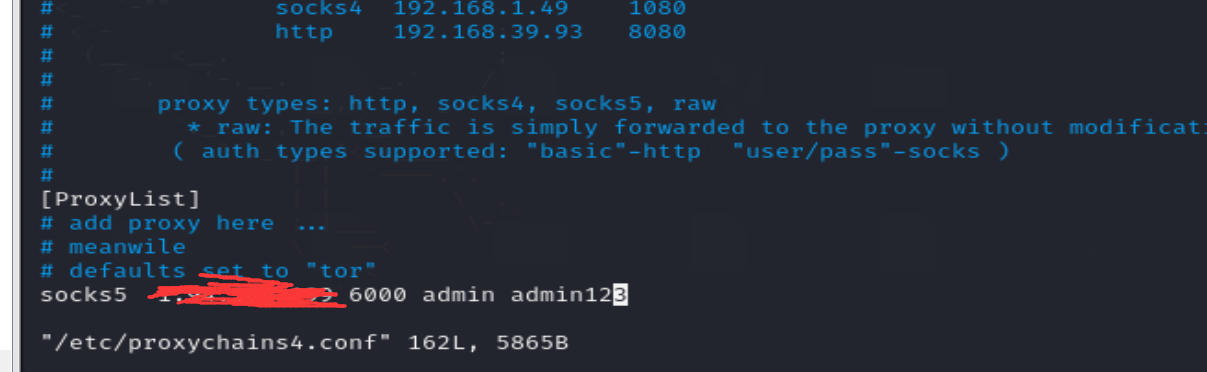 # socks4 192.168.1.49 1080
# http 192.168.39.93 8080
#
#
# proxy types: http, socks4, socks5, raw
# * raw: The traffic is simply forwarded to the proxy without modificati
# ( auth types supported: "basic"-http "user/pass"-socks )
#
[ProxyList]
# add proxy here ...
# meanwile
# defaults set to "tor"
socks5 6000 admin admin123
"/etc/proxychains4.conf" 162L, 5865B